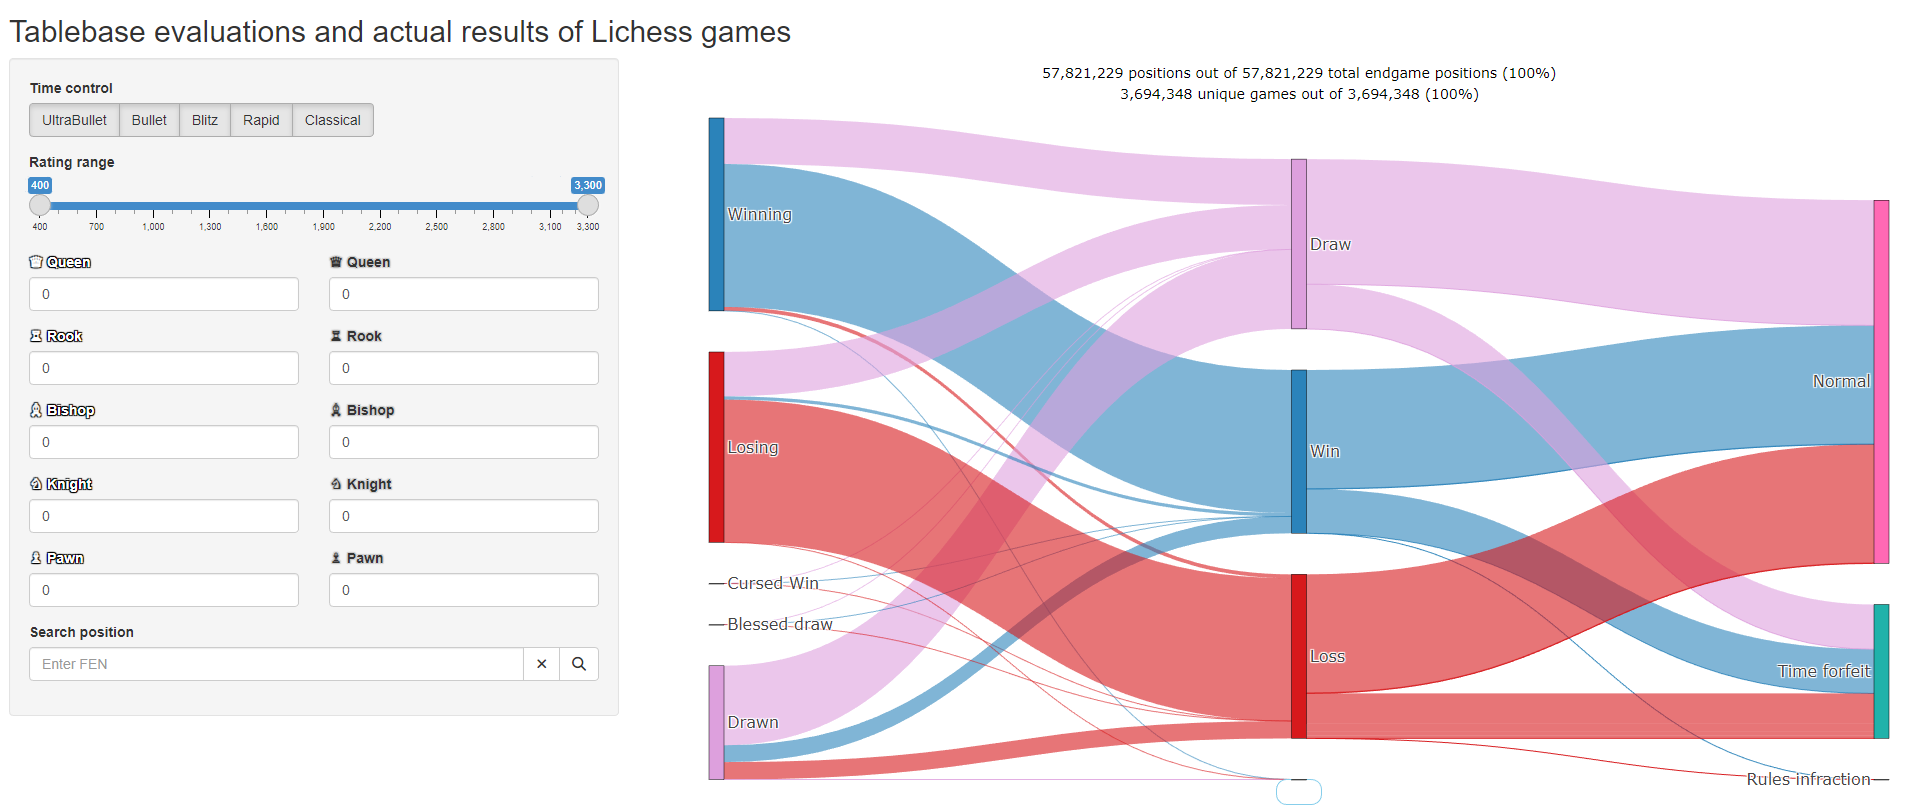 Tablebase evaluations and actual results of Lichess games
Time control
UltraBullet Bullet Blitz Rapid Classical
Rating range
400 3,300
400 700 1,000 1,300 1,600 1,900 2,200 2,500 2,800 3,100 3,300
Queen Queen
0 0
Rook Rook
0 0
Bishop Bishop
0 0
Knight Knight
0 0
Pawn Pawn
0 0
Search position
Enter FEN
57,821,229 positions out of 57,821,229 total endgame positions (100%)
3,694,348 unique games out of 3,694,348 (100%)
Winning
Losing
Cursed Win
Blessed draw
Drawn
Draw
Win
Loss
Normal
Time forfeit
Rules infraction